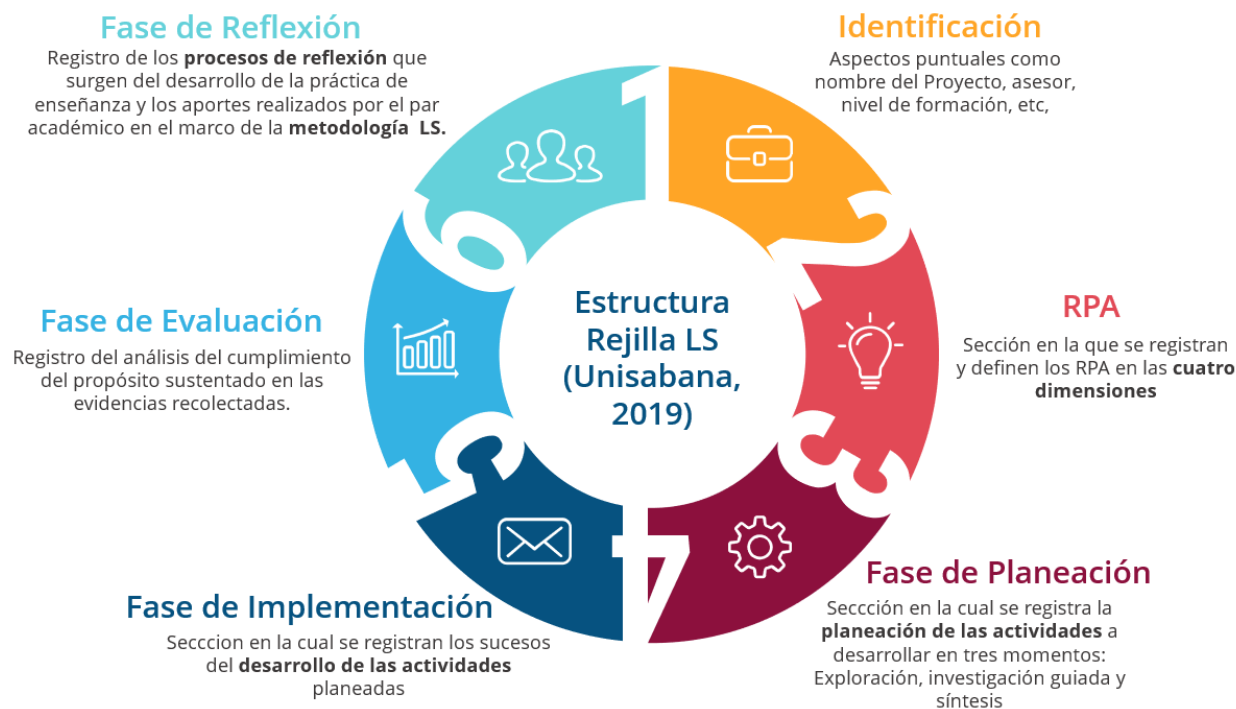 Fase de Reflexión
Registro de los procesos de reflexión que
surgen del desarrollo de la práctica de
enseñanza y los aportes realizados por el par
académico en el marco de la metodología LS.
Identificación
Aspectos puntuales como
nombre del Proyecto, asesor,
nivel de formación, etc,
1
2
RPA
Sección en la que se registran
y definen los RPA en las cuatro
dimensiones
3
Fase de Planeación
Seccción en la cual se registra la
planeación de las actividades a
desarrollar en tres momentos:
Exploración, investigación guiada y
síntesis
4
Fase de Implementación
Secccion en la cual se registran los sucesos
del desarrollo de las actividades
planeadas
5
Fase de Evaluación
Registro del análisis del cumplimiento
del propósito sustentado en las
evidencias recolectadas.
6
Estructura
Rejilla LS
(Unisabana,
2019)